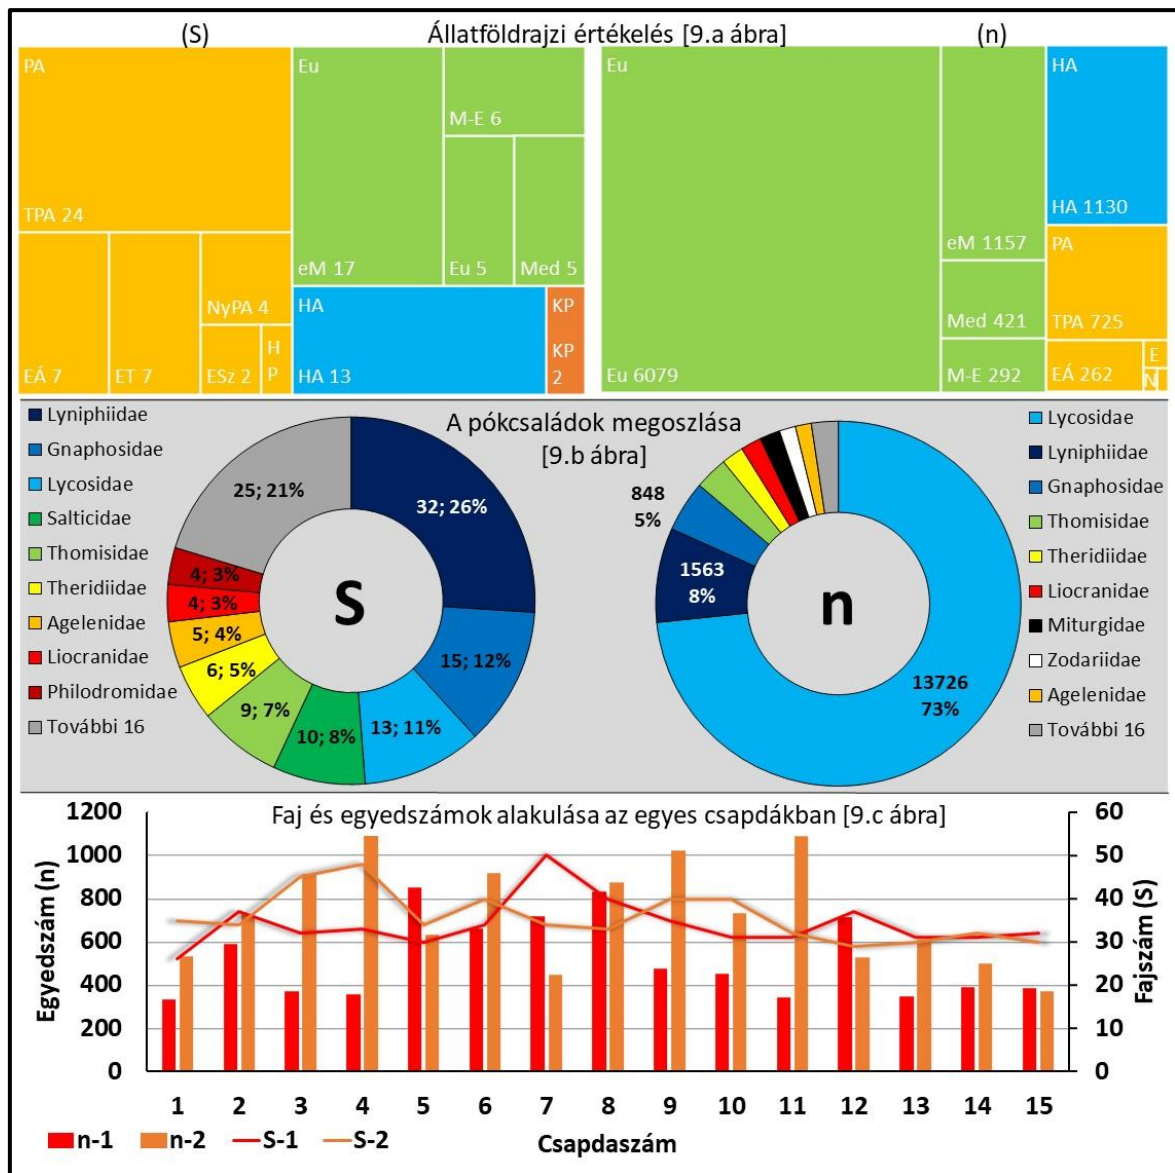 (S) Állatföldrajzi értékelés [9.a ábra] (n)
PA
TPA 24
EÁ 7
ET 7
NyPA 4
ESz 2
H
P
Eu
eM 17
M-E 6
Eu 5
Med 5
HA
HA 13
KP
KP
2
Eu
Eu 6079
eM 1157
Med 421
M-E 292
HA
HA 1130
PA
TPA 725
EÁ 262
E
N
A pókcsaládok megoszlása
[9.b ábra]
Lyniphiidae
Gnaphosidae
Lycosidae
Salticidae
Thomisidae
Theridiidae
Agelenidae
Liocranidae
Philodromidae
További 16
32; 26%
15; 12%
13; 11%
10; 8%
9; 7%
6; 5%
5; 4%
4; 3%
4; 3%
25; 21%
S
848
5%
1563
8%
13726
73%
n
Lycosidae
Lyniphiidae
Gnaphosidae
Thomisidae
Theridiidae
Liocranidae
Miturgidae
Zodariidae
Agelenidae
További 16
Faj és egyedszámok alakulása az egyes csapdákban [9.c ábra]
Egyedszám (n)
1200
1000
800
600
400
200
0
60
50
40
30
20
10
0
Fajszám (S)
1 2 3 4 5 6 7 8 9 10 11 12 13 14 15
Csapdaszám
n-1 n-2 S-1 S-2